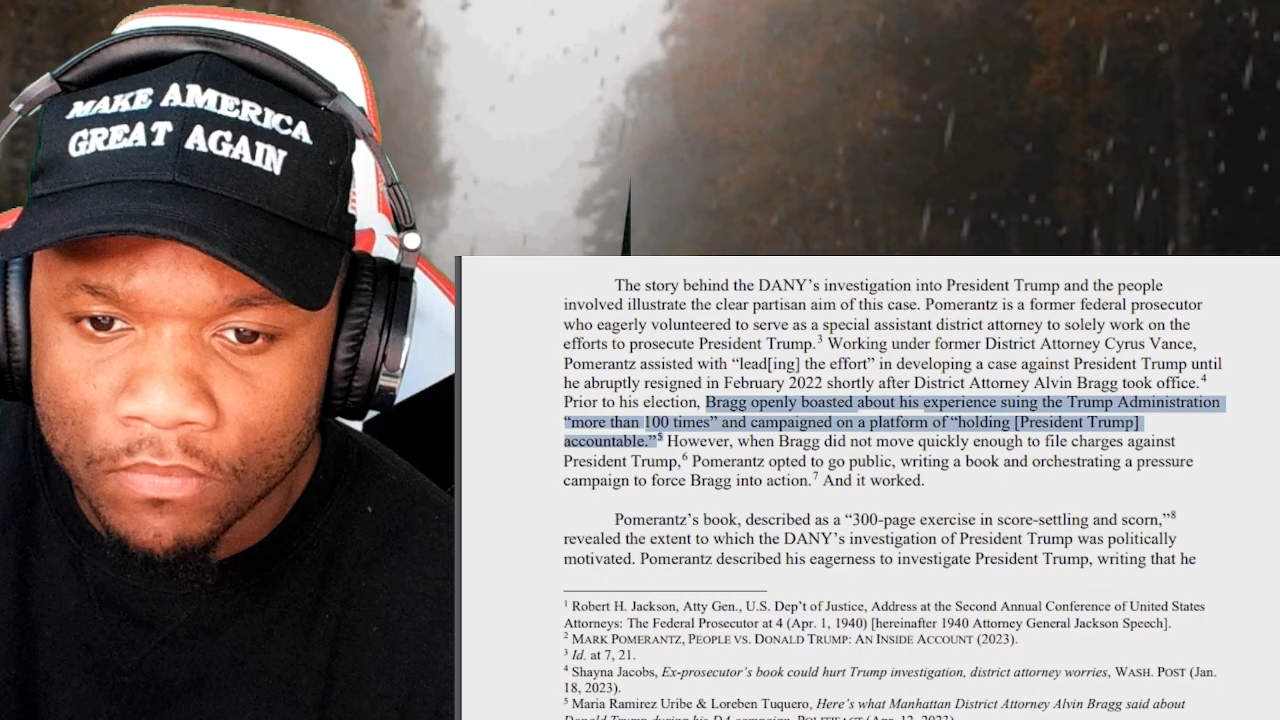 MAKE AMERICA
GREAT AGAIN
The story behind the DANY’s investigation into President Trump and the people
involved illustrate the clear partisan aim of this case. Pomerantz is a former federal prosecutor
who eagerly volunteered to serve as a special assistant district attorney to solely work on the
efforts to prosecute President Trump.3 Working under former District Attorney Cyrus Vance,
Pomerantz assisted with “lead[ing] the effort” in developing a case against President Trump until
he abruptly resigned in February 2022 shortly after District Attorney Alvin Bragg took office.4
Prior to his election, Bragg openly boasted about his experience suing the Trump Administration
“more than 100 times” and campaigned on a platform of “holding [President Trump]
accountable.”5 However, when Bragg did not move quickly enough to file charges against
President Trump,6 Pomerantz opted to go public, writing a book and orchestrating a pressure
campaign to force Bragg into action.7 And it worked.
Pomerantz’s book, described as a “300-page exercise in score-settling and scorn,”8
revealed the extent to which the DANY’s investigation of President Trump was politically
motivated. Pomerantz described his eagerness to investigate President Trump, writing that he
1 Robert H. Jackson, Atty Gen., U.S. Dep’t of Justice, Address at the Second Annual Conference of United States
Attorneys: The Federal Prosecutor at 4 (Apr. 1, 1940) [hereinafter 1940 Attorney General Jackson Speech].
2 MARK POMERANTZ, PEOPLE VS. DONALD TRUMP: AN INSIDE ACCOUNT (2023).
3 Id. at 7, 21.
4 Shayna Jacobs, Ex-prosecutor’s book could hurt Trump investigation, district attorney worries, WASH. POST (Jan.
18, 2023).
5 Maria Ramirez Uribe & Loreben Tuquero, Here’s what Manhattan District Attorney Alvin Bragg said about
Donald Trump during his DA campaign, POLITIFACT (Apr. 12, 2023).